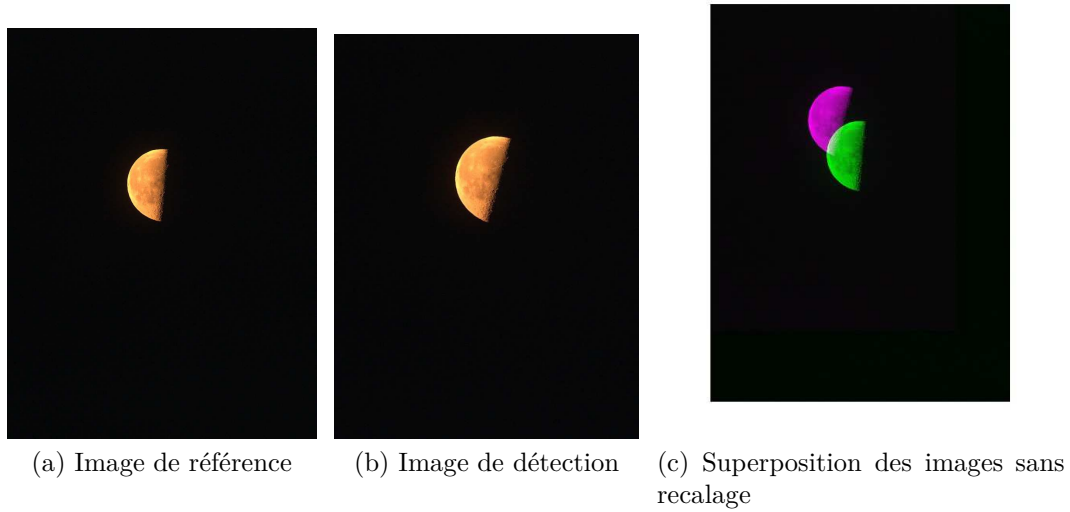 (a) Image de référence
(b) Image de détection
(c) Superposition des images sans
recalage